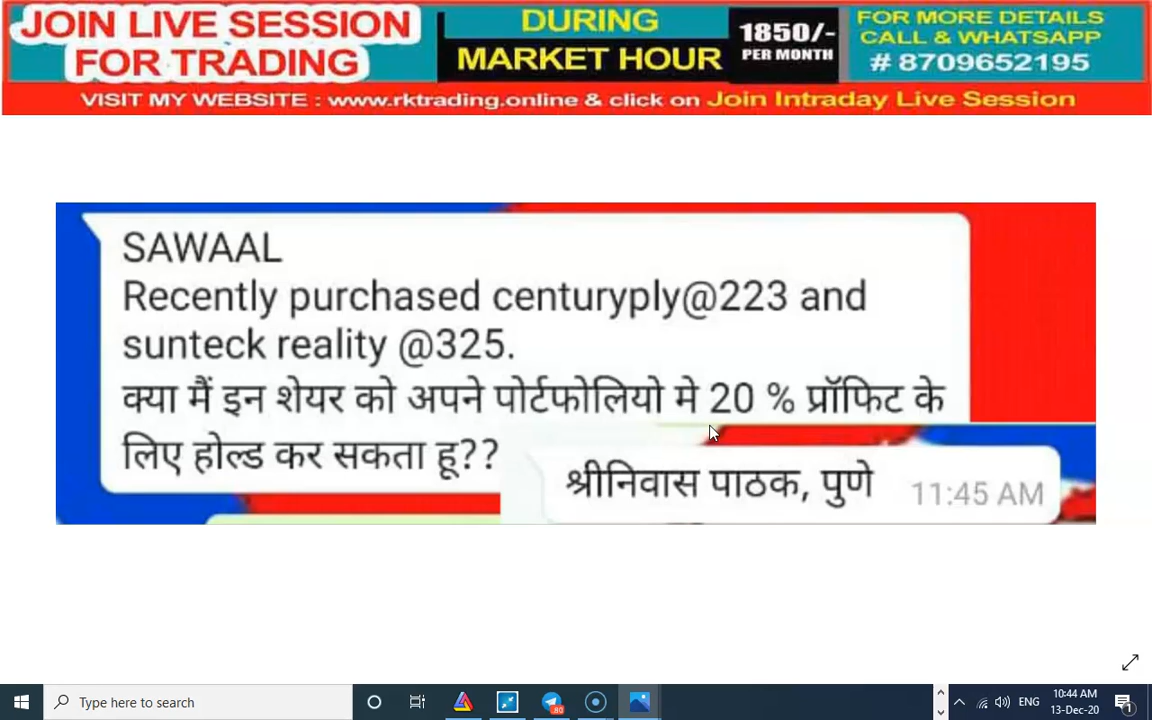 JOIN LIVE SESSION
FOR TRADING
DURING
MARKET HOUR
1850/-
PER MONTH
FOR MORE DETAILS
CALL & WHATSAPP
# 8709652195
VISIT MY WEBSITE : www.rktrading.online & click on Join Intraday Live Session
SAWAAL
Recently purchased centuryply@223 and
sunteck reality @325.
क्या मैं इन शेयर को अपने पोर्टफोलियो मे 20 % प्रॉफिट के
लिए होल्ड कर सकता हू??
श्रीनिवास पाठक, पुणे 11:45 AM
Type here to search
80
ENG
10:44 AM
13-Dec-20
1